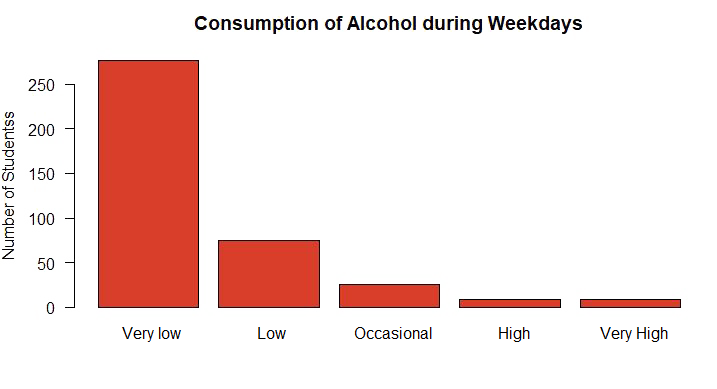 Consumption of Alcohol during Weekdays
Number of Studentss
250
200
150
100
50
0
Very low
Low
Occasional
High
Very High